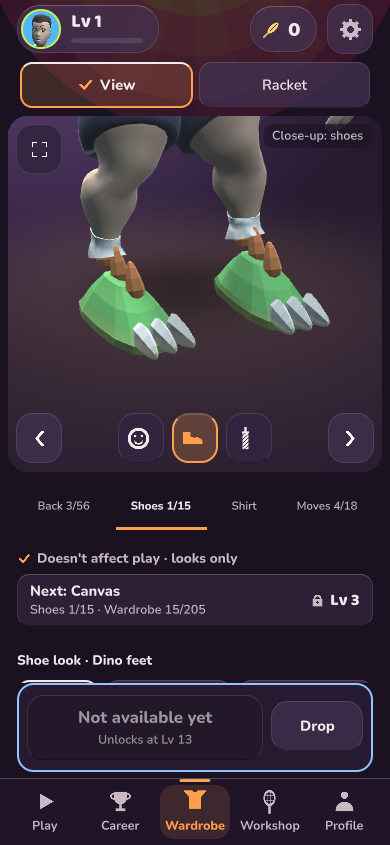 Lv 1
0
View
Racket
Close-up: shoes
Back 3/56
Shoes 1/15
Shirt
Moves 4/18
Doesn't affect play · looks only
Next: Canvas
Shoes 1/15 · Wardrobe 15/205
Lv 3
Shoe look · Dino feet
Not available yet
Unlocks at Lv 13
Drop
Play
Career
Wardrobe
Workshop
Profile